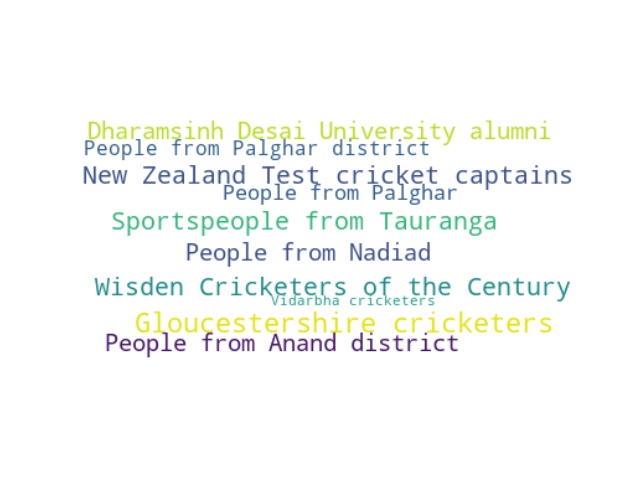 Dharamsinh Desai University alumni
People from Palghar district
New Zealand Test cricket captains
People from Palghar
Sportspeople from Tauranga
People from Nadiad
Wisden Cricketers of the Century
Vidarbha cricketers
Gloucestershire cricketers
People from Anand district